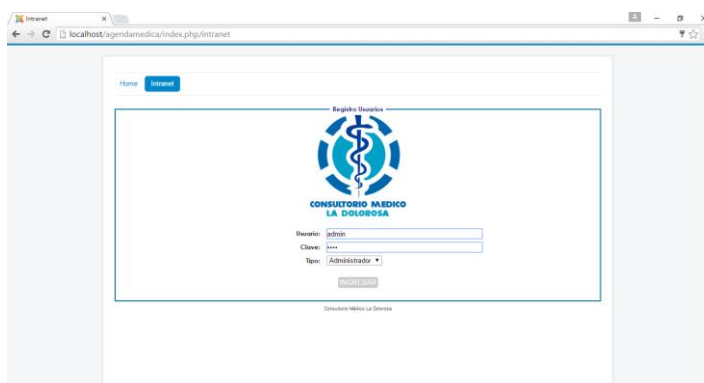 Intranet
localhost/agendamedica/index.php/intranet
Home Intranet
Registro Usuarios
CONSULTORIO MEDICO
LA DOLOROSA
Usuario: admin
Clave: ••••
Tipo: Administrador
INGRESAR
Consultorio Médico La Dolorosa